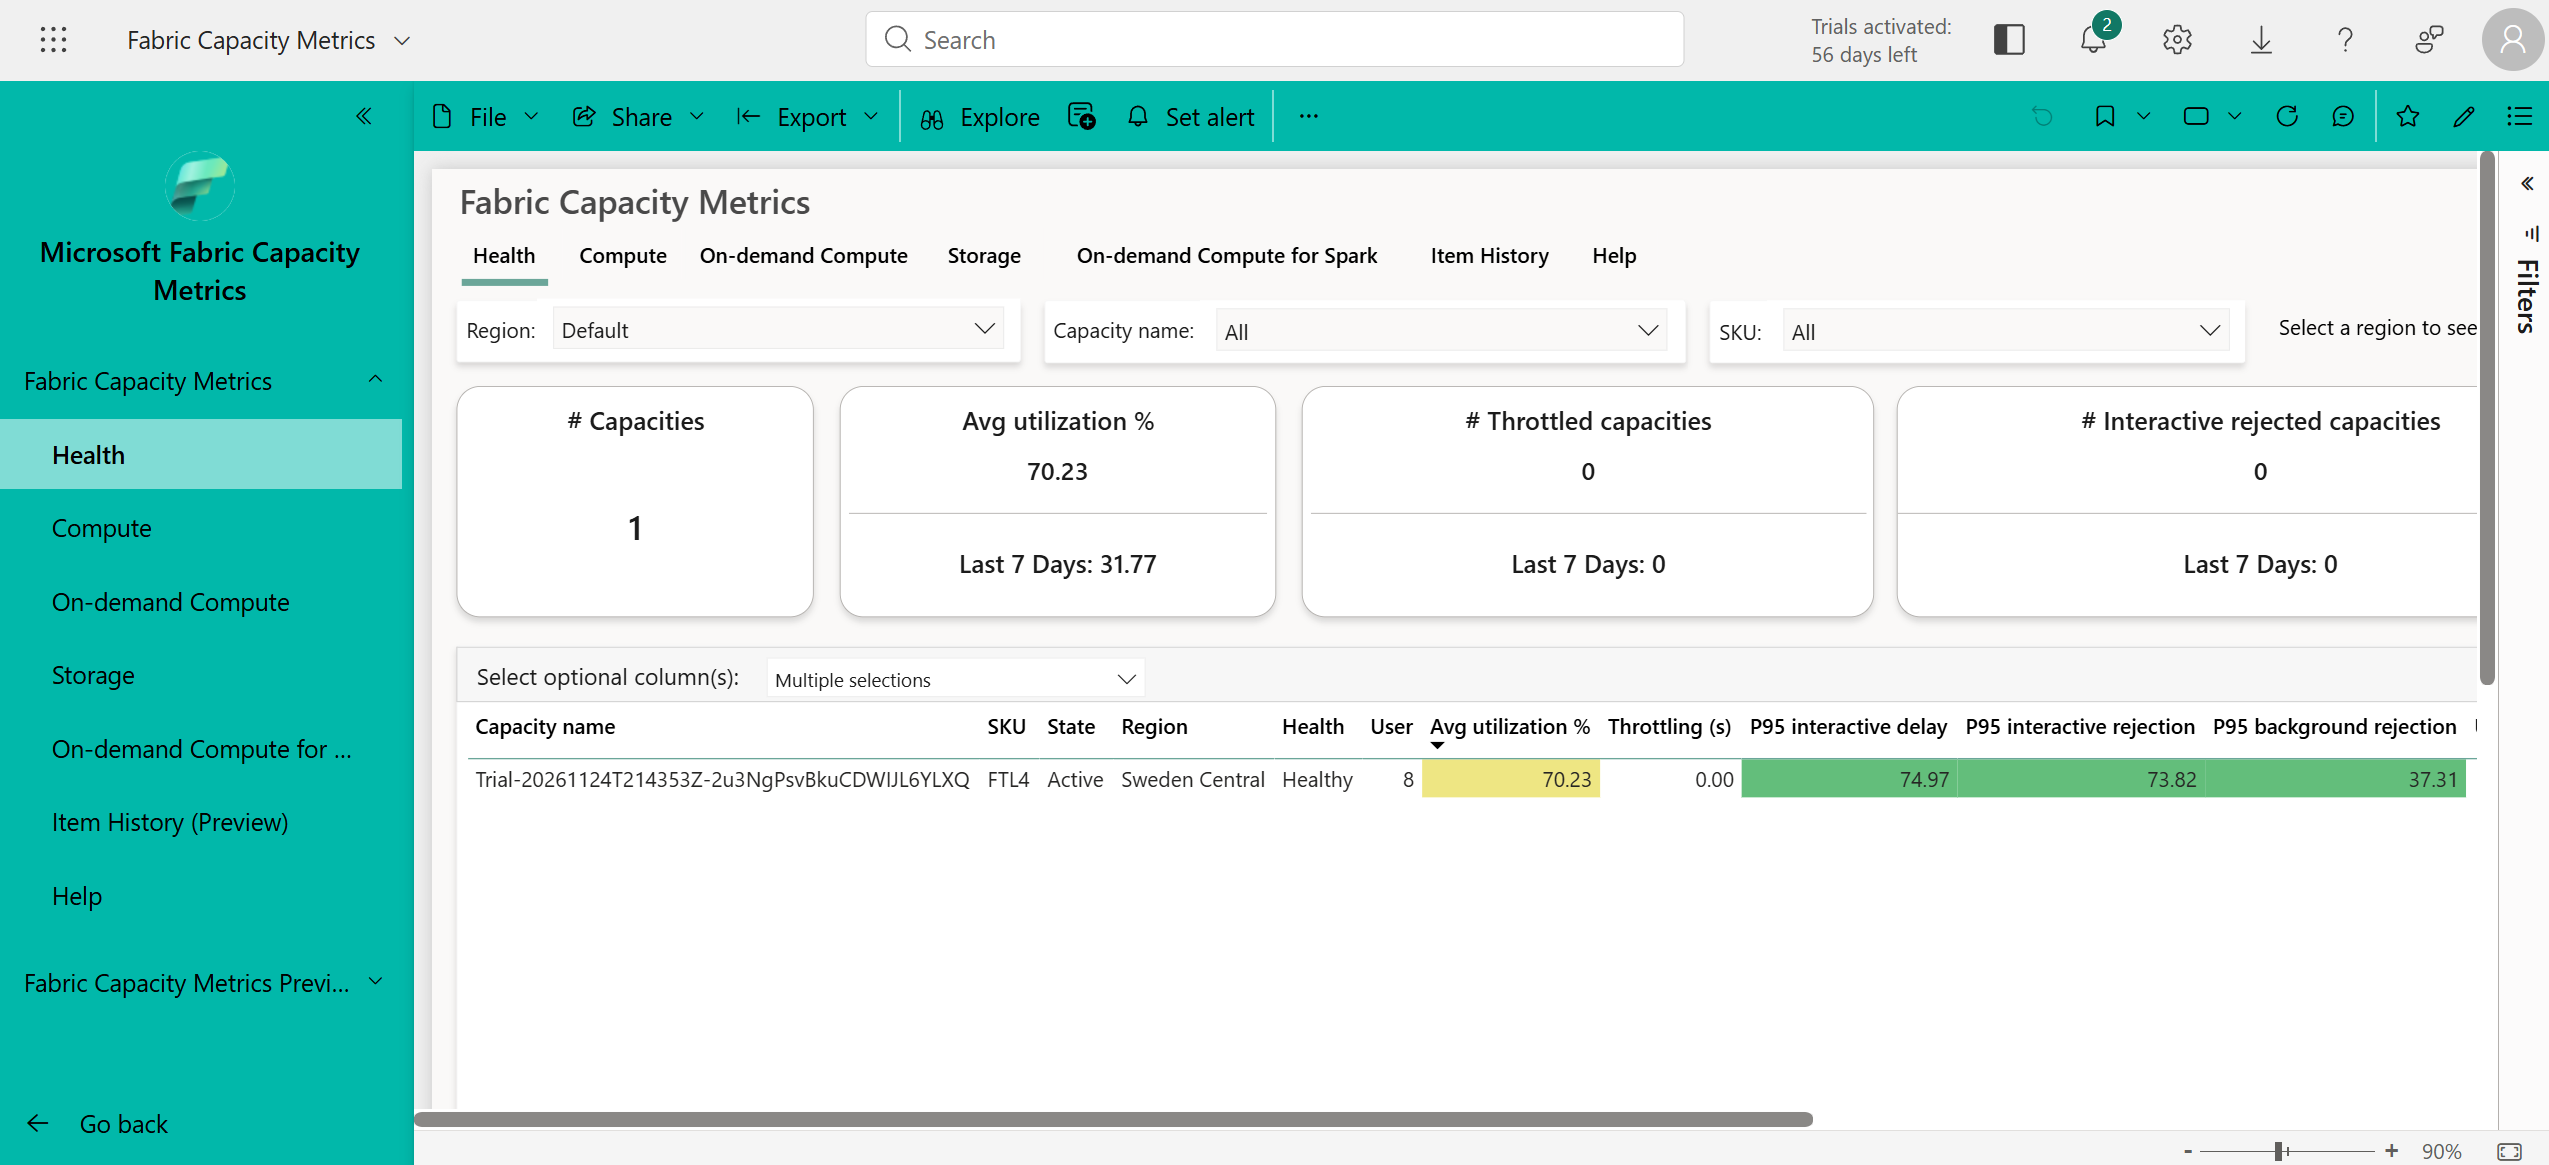 Fabric Capacity Metrics
Search
Trials activated:
56 days left
2
File
Share
Export
Explore
Set alert
Microsoft Fabric Capacity
Metrics
Fabric Capacity Metrics
Health
Compute
On-demand Compute
Storage
On-demand Compute for ...
Item History (Preview)
Help
Fabric Capacity Metrics Previ...
Go back
Fabric Capacity Metrics
Health Compute On-demand Compute Storage On-demand Compute for Spark Item History Help
Region: Default Capacity name: All SKU: All Select a region to see
# Capacities
1
Avg utilization %
70.23
Last 7 Days: 31.77
# Throttled capacities
0
Last 7 Days: 0
# Interactive rejected capacities
0
Last 7 Days: 0
Select optional column(s): Multiple selections
Capacity name SKU State Region Health User Avg utilization % Throttling (s) P95 interactive delay P95 interactive rejection P95 background rejection
Trial-20261124T214353Z-2u3NgPsvBkuCDWIJL6YLXQ FTL4 Active Sweden Central Healthy 8 70.23 0.00 74.97 73.82 37.31
Filters
- + 90%